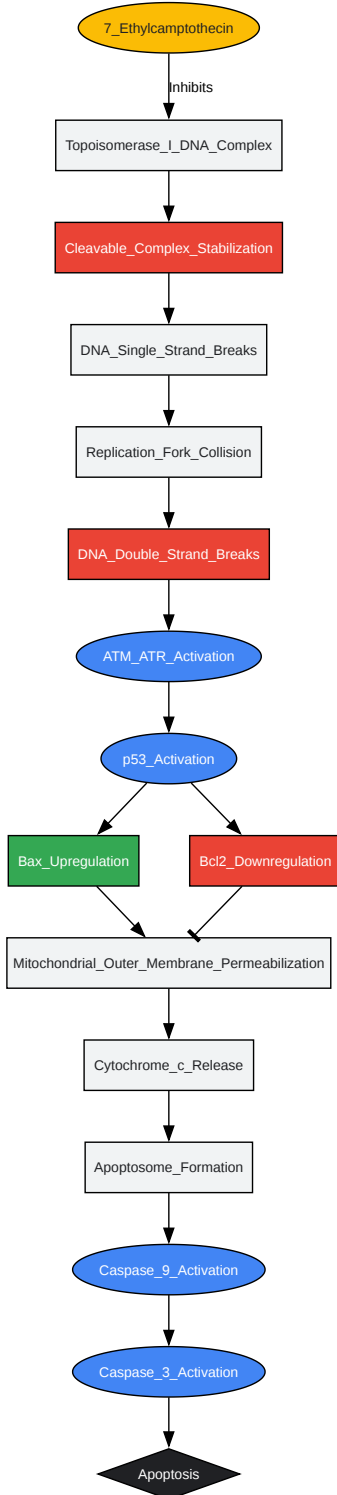 7_Ethylcamptothecin
Inhibits
Topoisomerase_I_DNA_Complex
Cleavable_Complex_Stabilization
DNA_Single_Strand_Breaks
Replication_Fork_Collision
DNA_Double_Strand_Breaks
ATM_ATR_Activation
p53_Activation
Bax_Upregulation
Bcl2_Downregulation
Mitochondrial_Outer_Membrane_Permeabilization
Cytochrome_c_Release
Apoptosome_Formation
Caspase_9_Activation
Caspase_3_Activation
Apoptosis